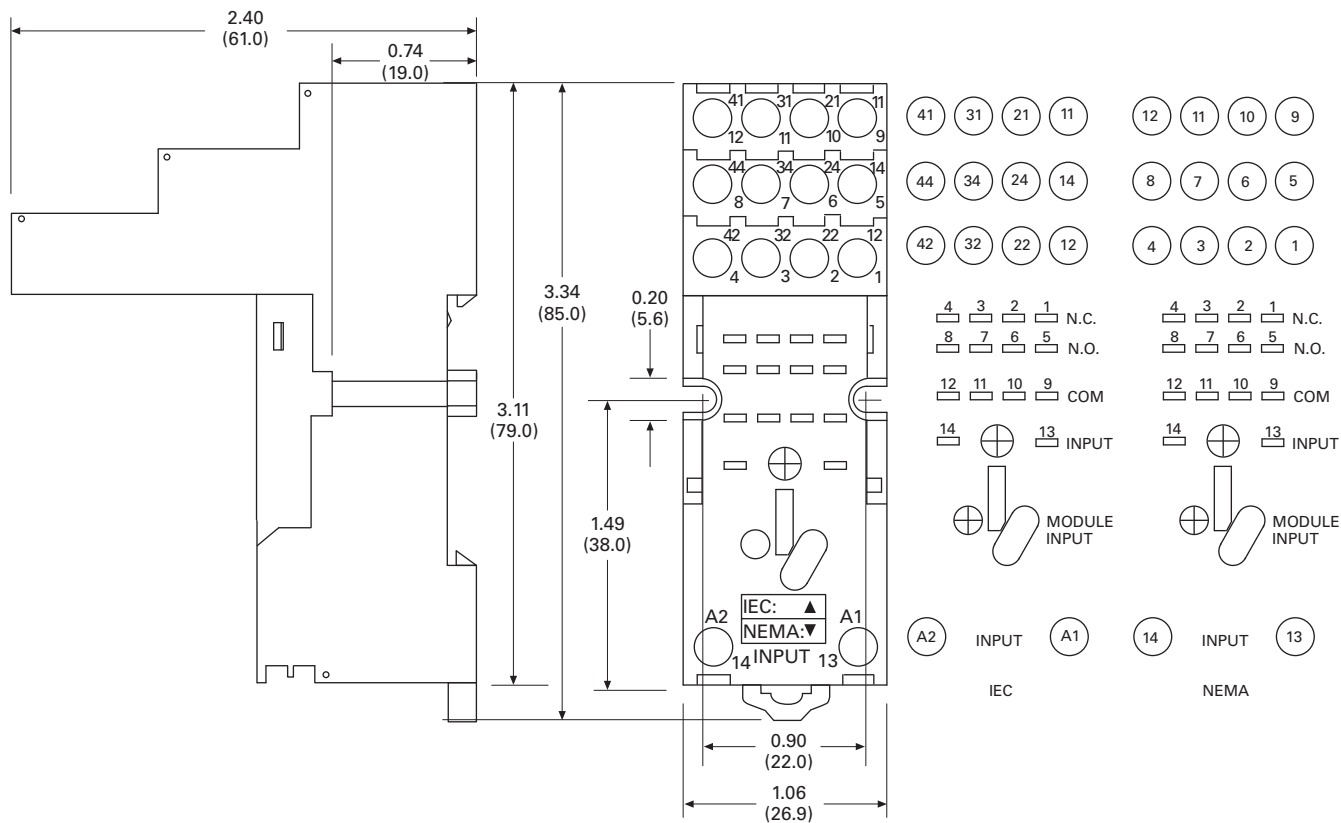 2.40
(61.0)
0.74
(19.0)
3.34
(85.0)
3.11
(79.0)
0.20
(5.6)
1.49
(38.0)
41 31 21 11
12 11 10 9
44 34 24 14
8 7 6 5
42 32 22 12
4 3 2 1
IEC: ▲
NEMA:▼
A2 A1
14 INPUT 13
0.90
(22.0)
1.06
(26.9)
41 31 21 11
44 34 24 14
42 32 22 12
4 3 2 1 N.C.
8 7 6 5 N.O.
12 11 10 9 COM
14 13 INPUT
MODULE
INPUT
A2 INPUT A1
IEC
12 11 10 9
8 7 6 5
4 3 2 1
4 3 2 1 N.C.
8 7 6 5 N.O.
12 11 10 9 COM
14 13 INPUT
MODULE
INPUT
14 INPUT 13
NEMA